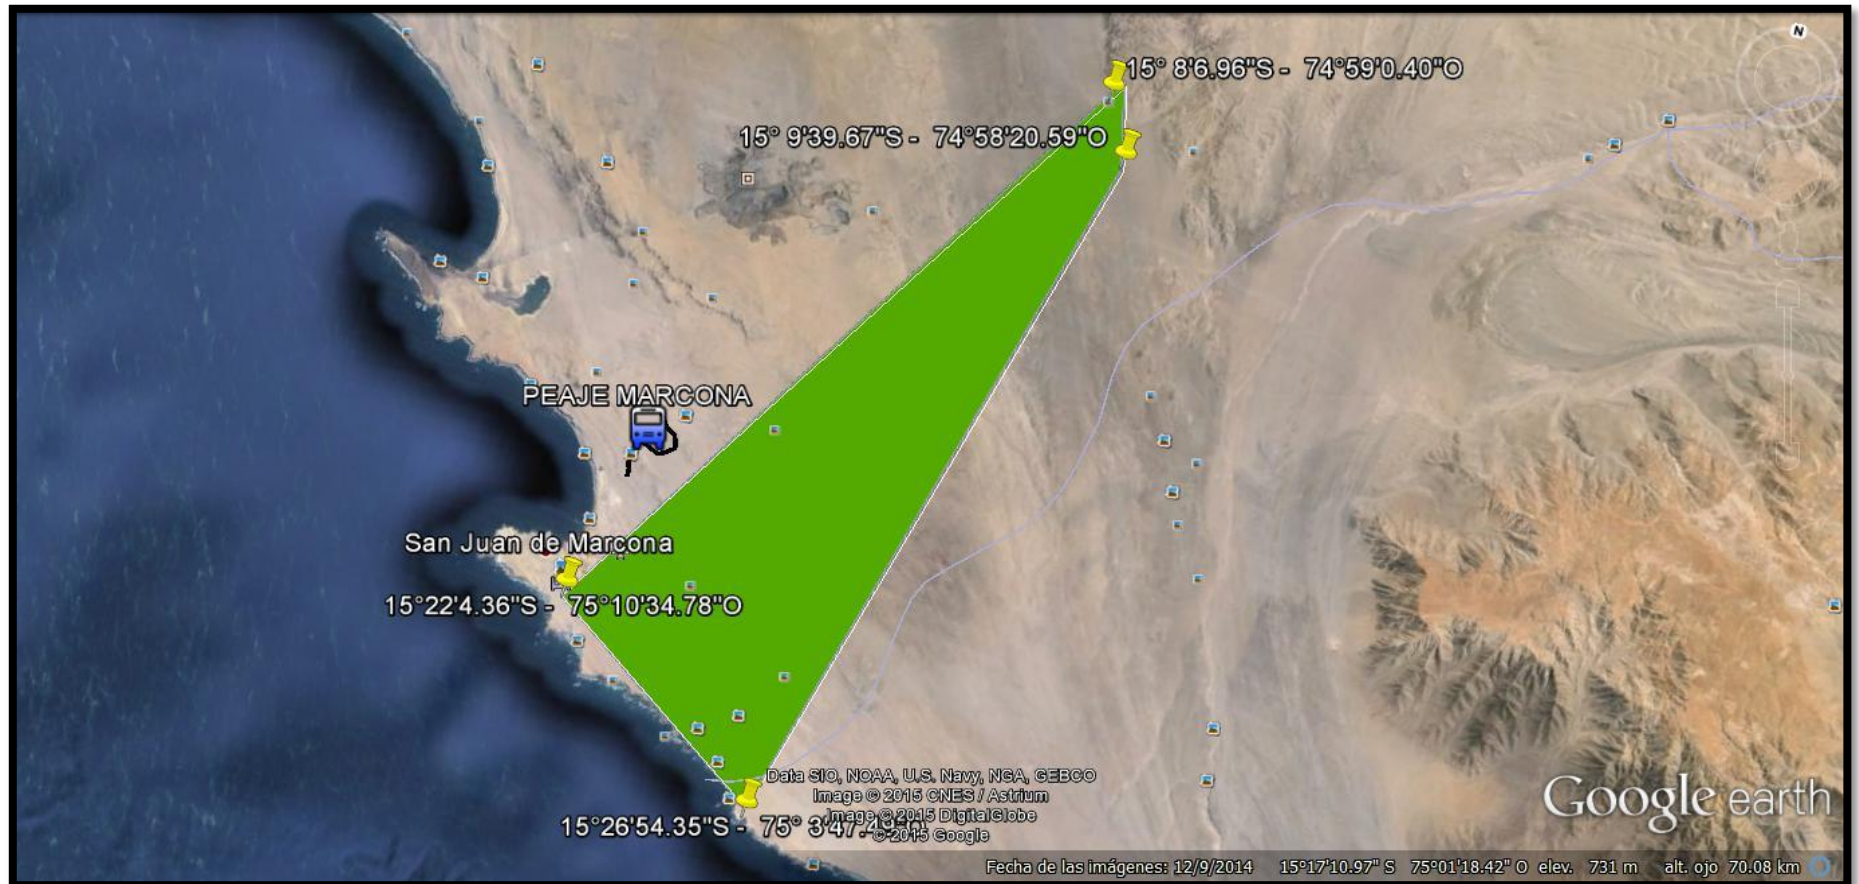 N
15° 8'6.96"S - 74°59'0.40"O
15° 9'39.67"S - 74°58'20.59"O
PEAJE MARCONA
San Juan de Marcona
15°22'4.36"S - 75°10'34.78"O
Data SIO, NOAA, U.S. Navy, NGA, GEBCO
Image © 2015 CNES / Astrium
Image © 2015 DigitalGlobe
15°26'54.35"S - 75° 3'47.
© 2015 Google
Google earth
Fecha de las imágenes: 12/9/2014 15°17'10.97" S 75°01'18.42" O elev. 731 m alt. ojo 70.08 km